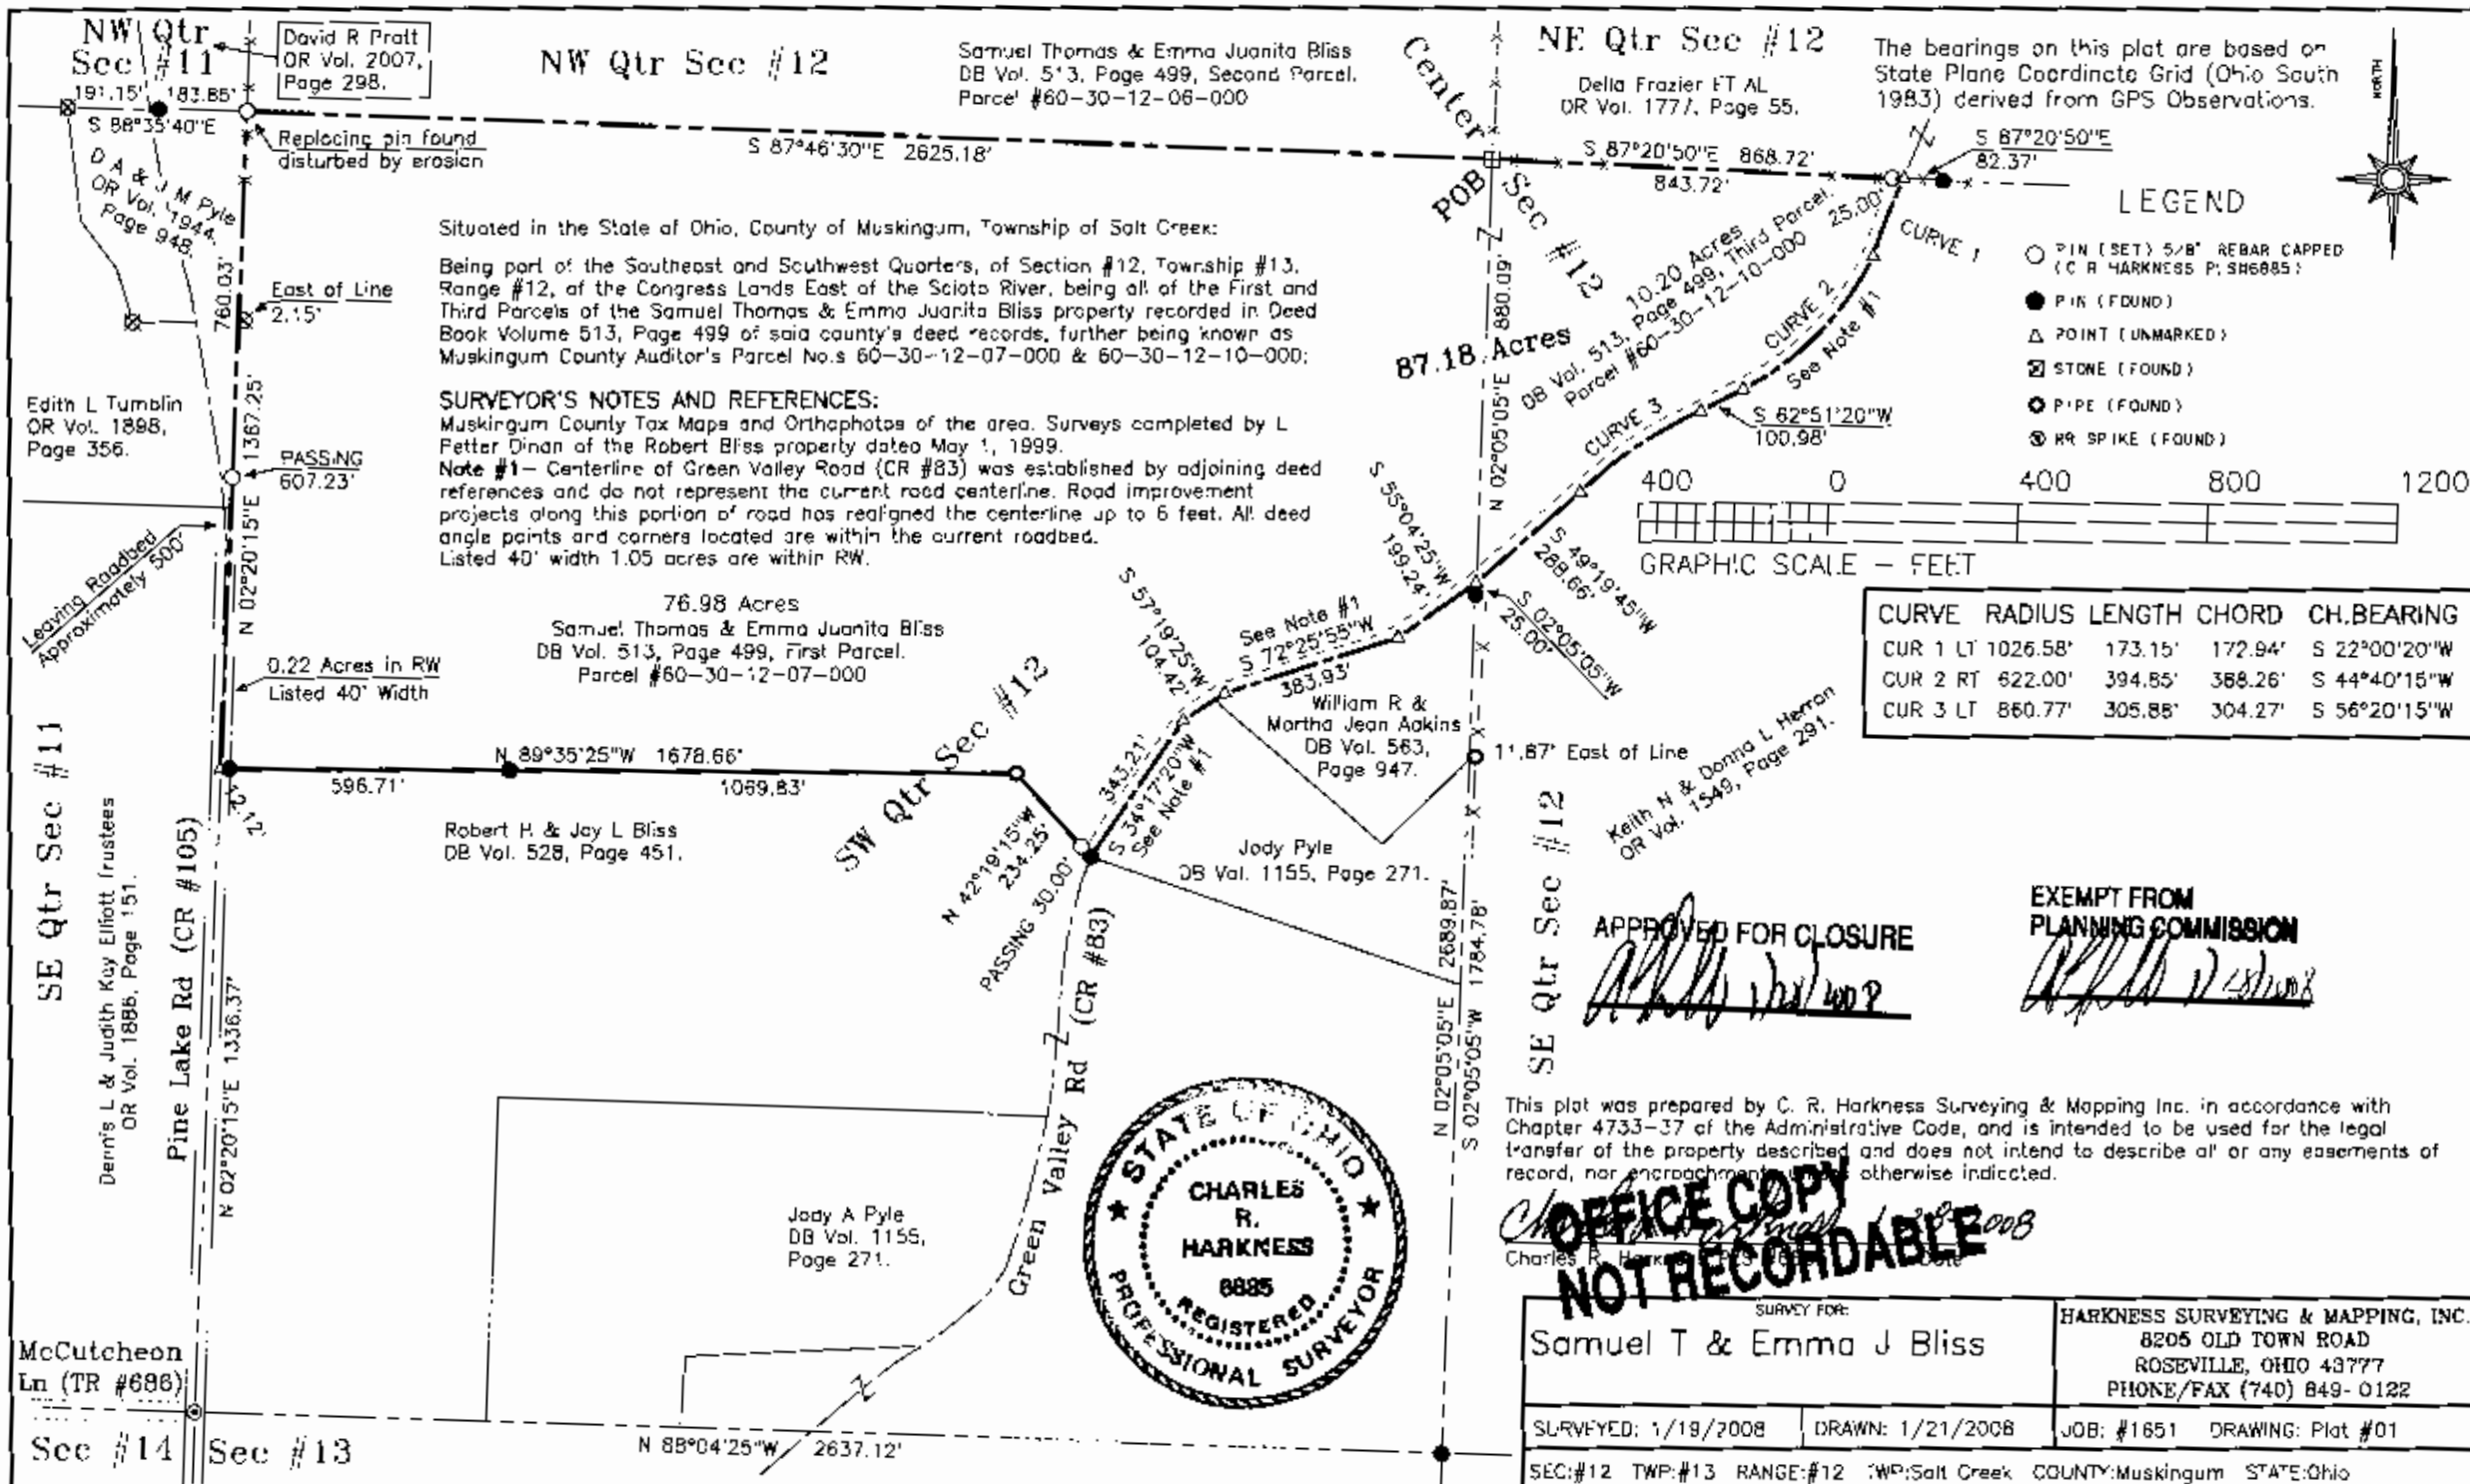 NW Qtr
Sec #11
David R Pratt
OR Vol. 2007,
Page 298.
NW Qtr Sec #12
Samuel Thomas & Emma Juanita Bliss
DB Vol. 513, Page 499, Second Parcel.
Parcel #60-30-12-06-000
Center
Sec #12
POB
NE Qtr Sec #12
Della Frazier ET AL
OR Vol. 1777, Page 55.
The bearings on this plat are based on
State Plane Coordinate Grid (Ohio South
1983) derived from GPS Observations.
NORTH
191.15' 183.85'
S 88°35'40"E
Replacing pin found
disturbed by erosion
S 87°46'30"E 2625.18'
S 87°20'50"E 868.72'
843.72'
25.00'
S 87°20'50"E
82.37'
D A & J M Pyle
OR Vol. 1944,
Page 948.
760.03'
East of Line
2.15'
Edith L Tumblin
OR Vol. 1898,
Page 356.
PASSING
607.23'
N 02°20'15"E 1367.25'
Leaving Roadbed
Approximately 500'
0.22 Acres in RW
Listed 40' Width
Situated in the State of Ohio, County of Muskingum, Township of Salt Creek:
Being part of the Southeast and Southwest Quarters, of Section #12, Township #13,
Range #12, of the Congress Lands East of the Scioto River, being all of the First and
Third Parcels of the Samuel Thomas & Emma Juanita Bliss property recorded in Deed
Book Volume 513, Page 499 of said county's deed records, further being known as
Muskingum County Auditor's Parcel No.s 60-30-12-07-000 & 60-30-12-10-000;
SURVEYOR'S NOTES AND REFERENCES:
Muskingum County Tax Maps and Orthophotos of the area. Surveys completed by L
Petter Dinan of the Robert Bliss property dated May 1, 1999.
Note #1- Centerline of Green Valley Road (CR #83) was established by adjoining deed
references and do not represent the current road centerline. Road improvement
projects along this portion of road has realigned the centerline up to 6 feet. All deed
angle points and corners located are within the current roadbed.
Listed 40' width 1.05 acres are within RW.
76.98 Acres
Samuel Thomas & Emma Juanita Bliss
DB Vol. 513, Page 499, First Parcel.
Parcel #60-30-12-07-000
87.18 Acres
10.20 Acres
DB Vol. 513, Page 499, Third Parcel.
Parcel #60-30-12-10-000
N 02°05'05"E 880.09'
CURVE 1
CURVE 2
See Note #1
CURVE 3
S 62°51'20"W
100.98'
S 49°19'45"W
288.66'
S 02°05'05"W
25.00'
S 55°04'25"W
199.24'
See Note #1
S 72°25'55"W
383.93'
S 57°19'25"W
104.42'
343.21'
S 34°17'20"W
See Note #1
LEGEND
PIN (SET) 5/8" REBAR CAPPED
(C R HARKNESS P.S#6885)
PIN (FOUND)
POINT (UNMARKED)
STONE (FOUND)
PIPE (FOUND)
RR SPIKE (FOUND)
400 0 400 800 1200
GRAPHIC SCALE - FEET
CURVE RADIUS LENGTH CHORD CH.BEARING
CUR 1 LT 1026.58' 173.15' 172.94' S 22°00'20"W
CUR 2 RT 622.00' 394.85' 388.26' S 44°40'15"W
CUR 3 LT 860.77' 305.88' 304.27' S 56°20'15"W
William R &
Martha Jean Adkins
DB Vol. 563,
Page 947.
11.87' East of Line
Keith N & Donna L Herron
OR Vol. 1549, Page 291.
SW Qtr Sec #12
SE Qtr Sec #11
N 89°35'25"W 1678.66'
596.71' 1069.83'
12.12'
N 42°19'15"W
234.25'
PASSING 30.00'
Robert H & Joy L Bliss
DB Vol. 528, Page 451.
Jody Pyle
DB Vol. 1155, Page 271.
Dennis L & Judith Kay Elliott Trustees
OR Vol. 1888, Page 151.
Pine Lake Rd (CR #105)
N 02°20'15"E 1336.37'
Green Valley Rd (CR #83)
N 02°05'05"E 2689.87'
S 02°05'05"W 1784.78'
SE Qtr Sec #12
APPROVED FOR CLOSURE
1/28/2008
EXEMPT FROM
PLANNING COMMISSION
1/28/2008
Jody A Pyle
DB Vol. 1155,
Page 271.
STATE OF OHIO
CHARLES
R.
HARKNESS
6885
REGISTERED
PROFESSIONAL SURVEYOR
This plat was prepared by C. R. Harkness Surveying & Mapping Inc. in accordance with
Chapter 4733-37 of the Administrative Code, and is intended to be used for the legal
transfer of the property described and does not intend to describe all or any easements of
record, nor encroachments otherwise indicated.
OFFICE COPY
NOT RECORDABLE
Charles R. Harkness
McCutcheon
Ln (TR #686)
Sec #14 Sec #13
N 88°04'25"W 2637.12'
SURVEY FOR:
Samuel T & Emma J Bliss
HARKNESS SURVEYING & MAPPING, INC.
8205 OLD TOWN ROAD
ROSEVILLE, OHIO 43777
PHONE/FAX (740) 849-0122
SURVEYED: 1/19/2008 DRAWN: 1/21/2008 JOB: #1651 DRAWING: Plat #01
SEC:#12 TWP:#13 RANGE:#12 TWP:Salt Creek COUNTY:Muskingum STATE:Ohio